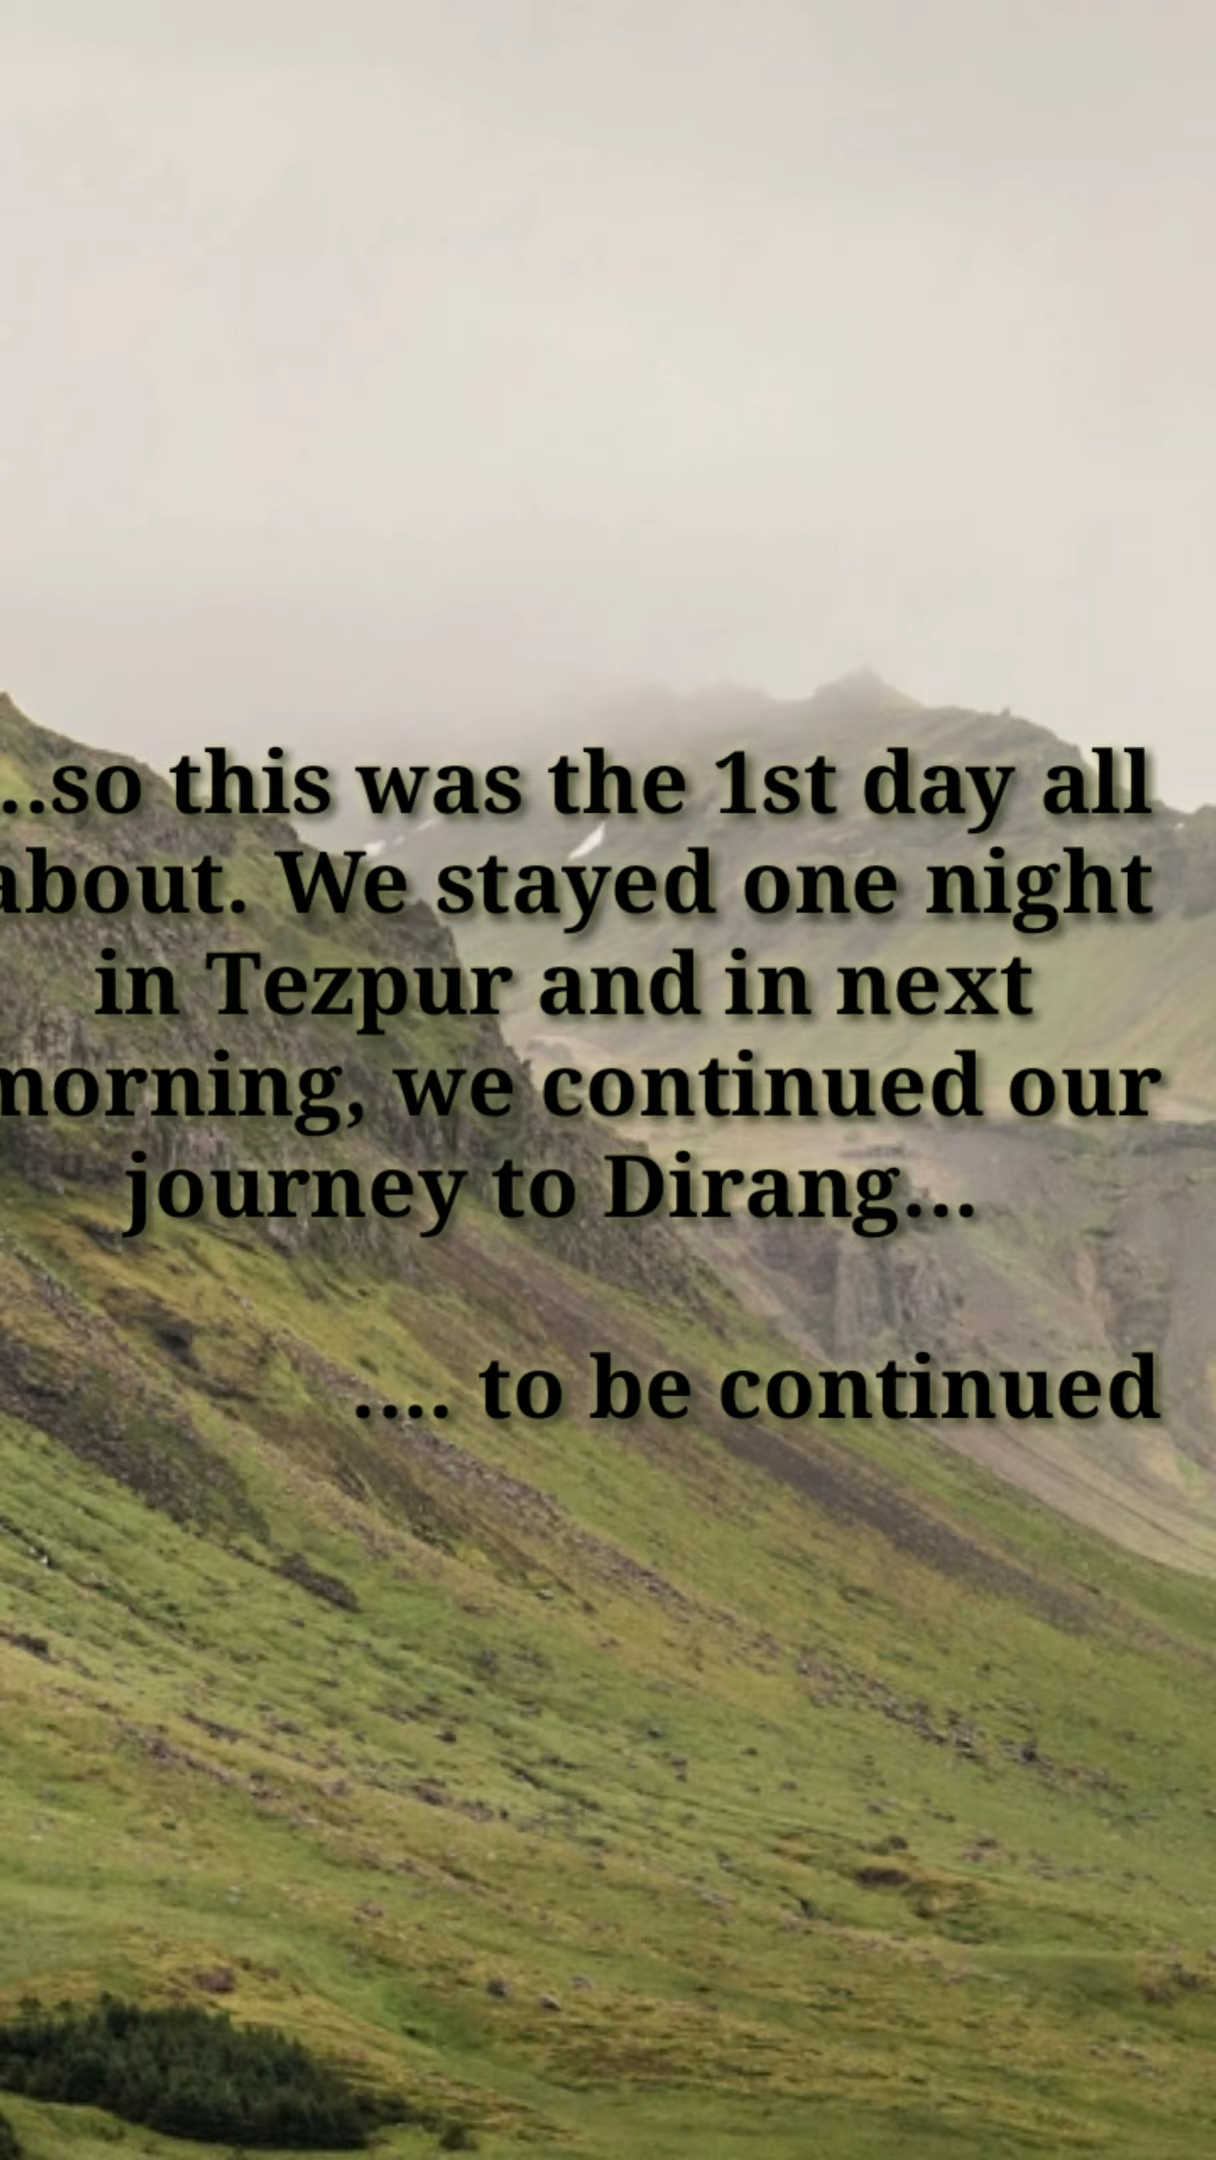 ..so this was the 1st day all
about. We stayed one night
in Tezpur and in next
morning, we continued our
journey to Dirang...
.... to be continued